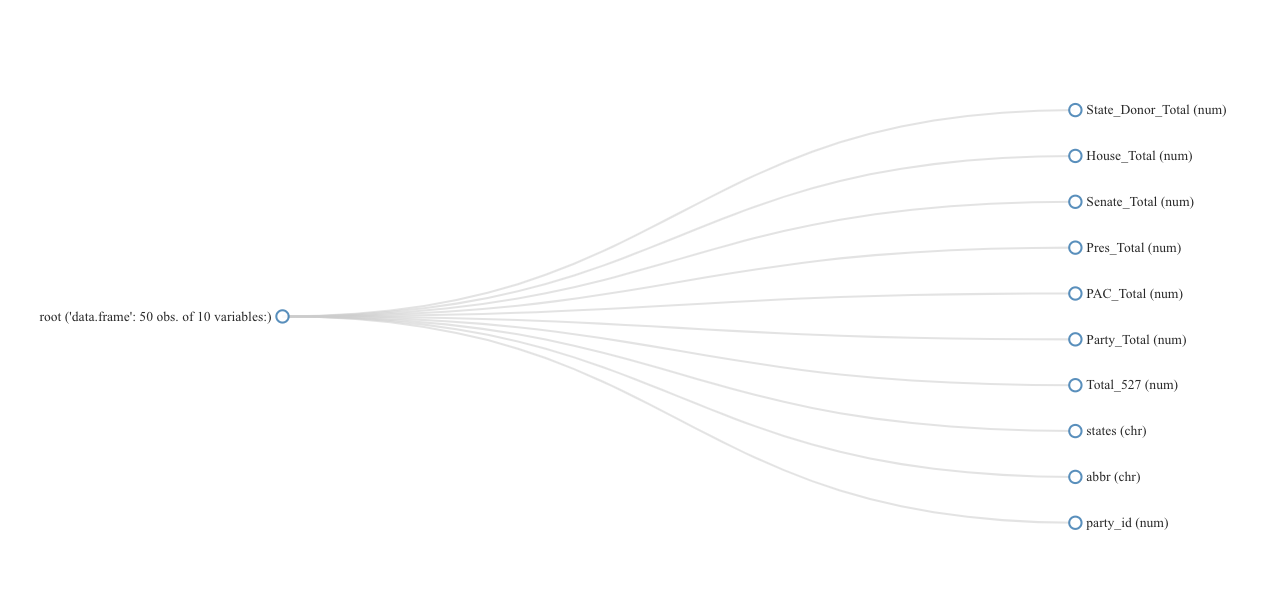 State_Donor_Total (num)
House_Total (num)
Senate_Total (num)
Pres_Total (num)
PAC_Total (num)
root ('data.frame': 50 obs. of 10 variables:)
Party_Total (num)
Total_527 (num)
states (chr)
abbr (chr)
party_id (num)